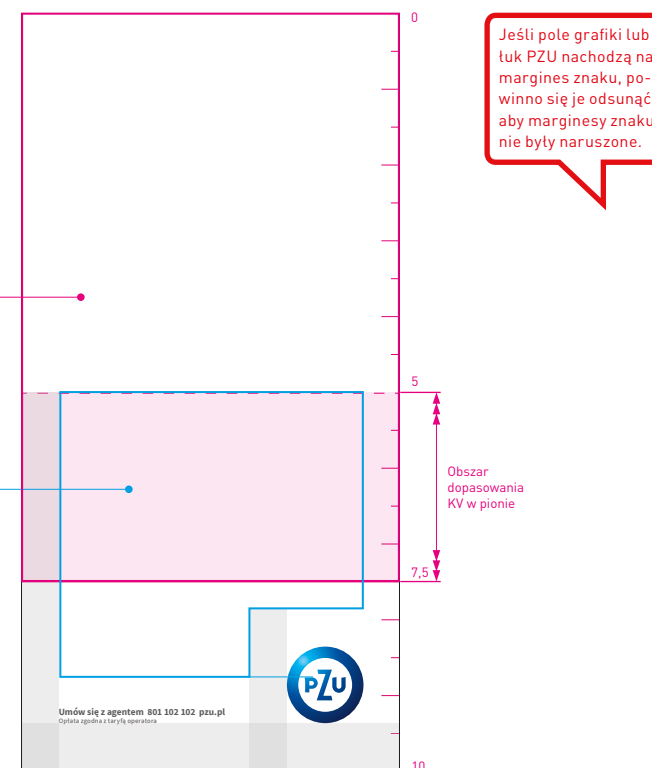 0
Jeśli pole grafiki lub
łuk PZU nachodzą na
margines znaku, po-
winno się je odsunąć
aby marginesy znaku
nie były naruszone.
5
Obszar
dopasowania
KV w pionie
7,5
PZU
Umów się z agentem 801 102 102 pzu.pl
Opłata zgodna z taryfą operatora
10